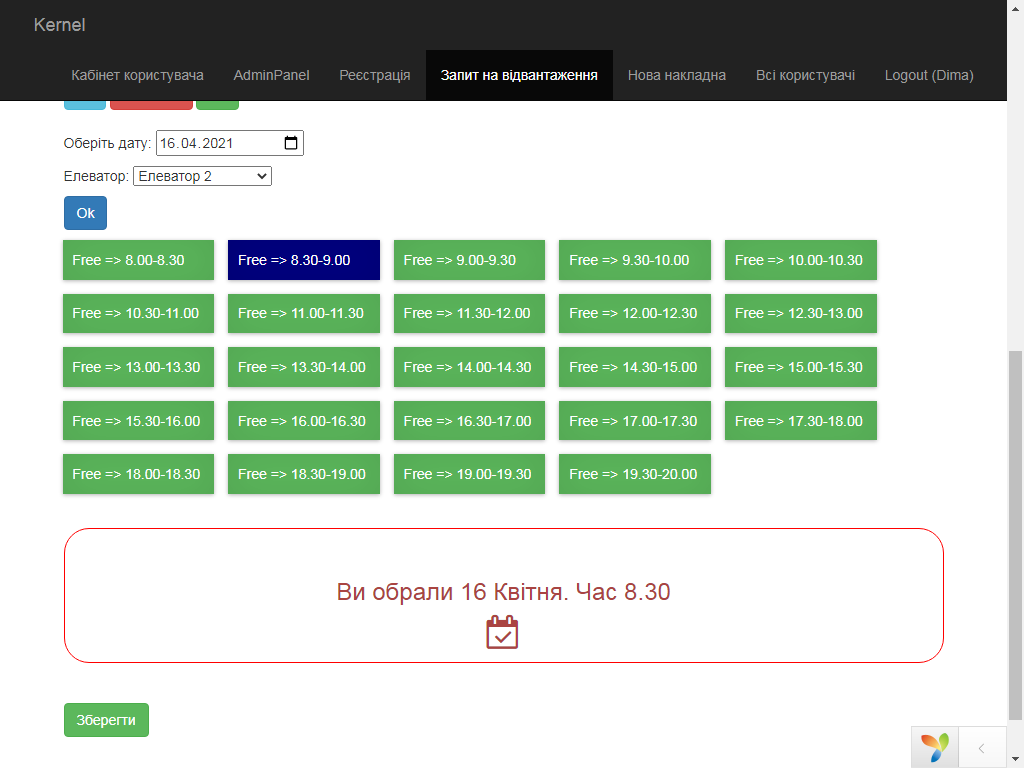 Kernel
Кабінет користувача AdminPanel Реєстрація Запит на відвантаження Нова накладна Всі користувачі Logout (Dima)
Оберіть дату: 16.04.2021
Елеватор: Елеватор 2
Ok
Free => 8.00-8.30 Free => 8.30-9.00 Free => 9.00-9.30 Free => 9.30-10.00 Free => 10.00-10.30
Free => 10.30-11.00 Free => 11.00-11.30 Free => 11.30-12.00 Free => 12.00-12.30 Free => 12.30-13.00
Free => 13.00-13.30 Free => 13.30-14.00 Free => 14.00-14.30 Free => 14.30-15.00 Free => 15.00-15.30
Free => 15.30-16.00 Free => 16.00-16.30 Free => 16.30-17.00 Free => 17.00-17.30 Free => 17.30-18.00
Free => 18.00-18.30 Free => 18.30-19.00 Free => 19.00-19.30 Free => 19.30-20.00
Ви обрали 16 Квітня. Час 8.30
Зберегти